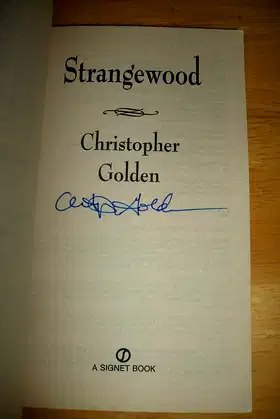 Strangewood
Christopher
Golden
A SIGNET BOOK